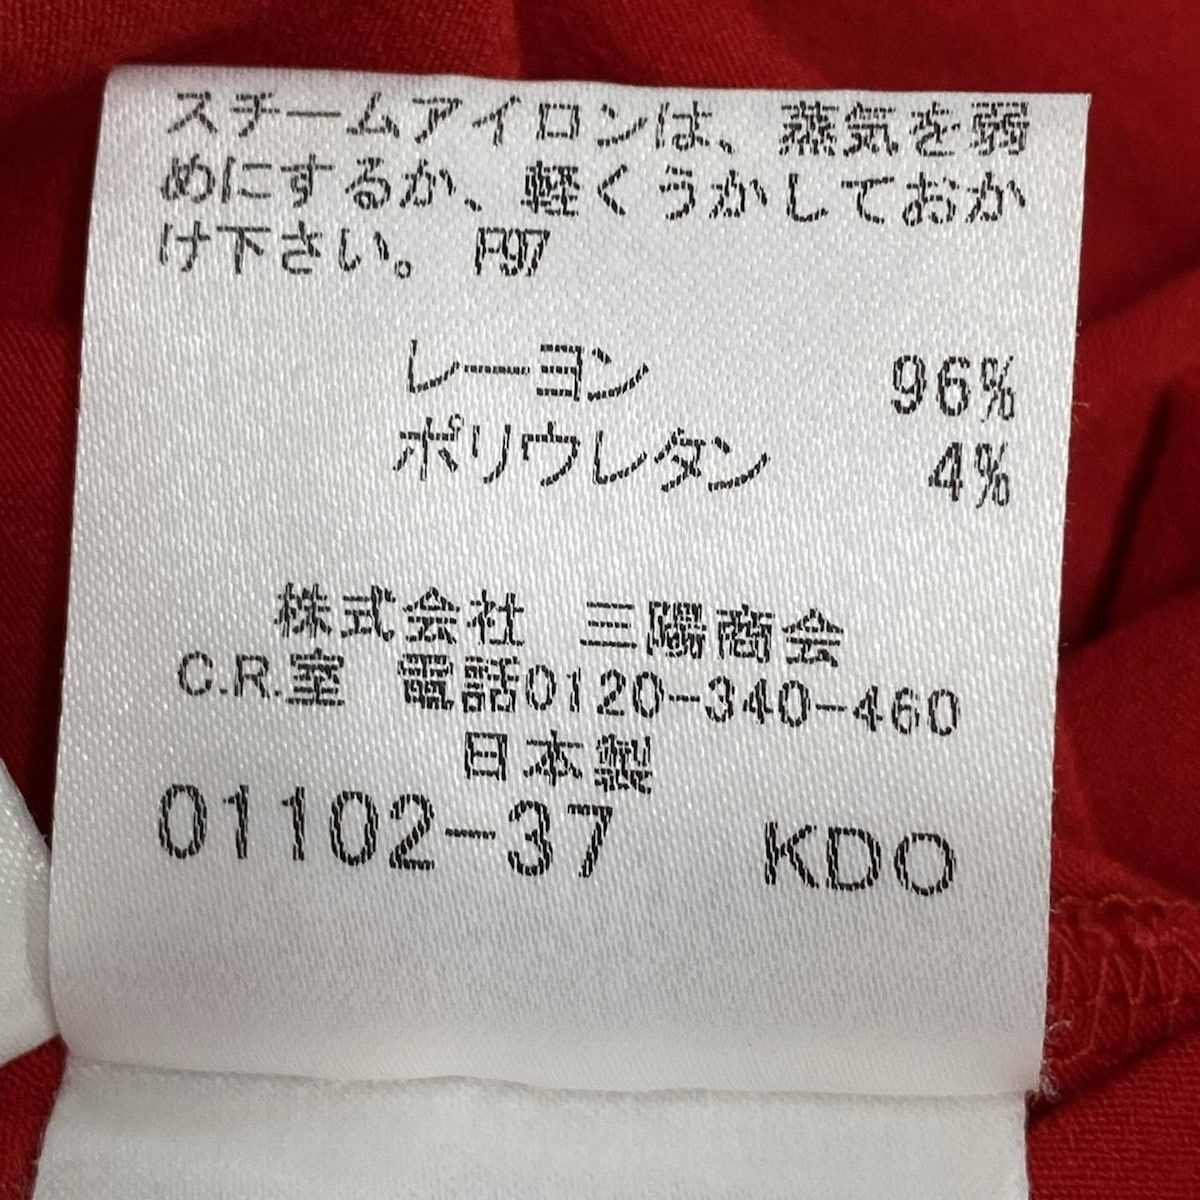 スチームアイロンは、蒸気を弱
めにするか、軽くうかしておか
け下さい。 F97
レーヨン 96%
ポリウレタン 4%
株式会社 三陽商会
C.R.室 電話0120-340-460
日本製
01102-37 KDO